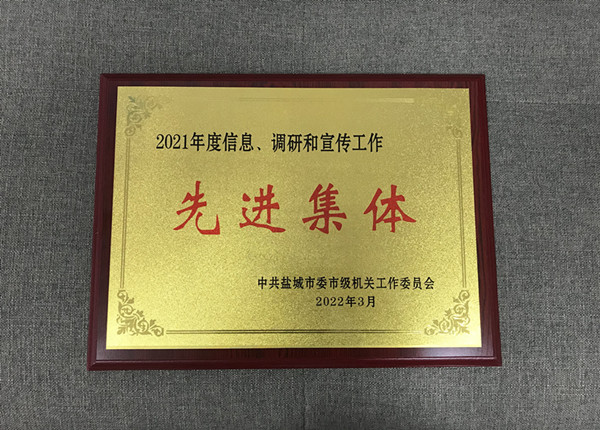 2021年度信息、调研和宣传工作
先进集体
中共盐城市委市级机关工作委员会
2022年3月